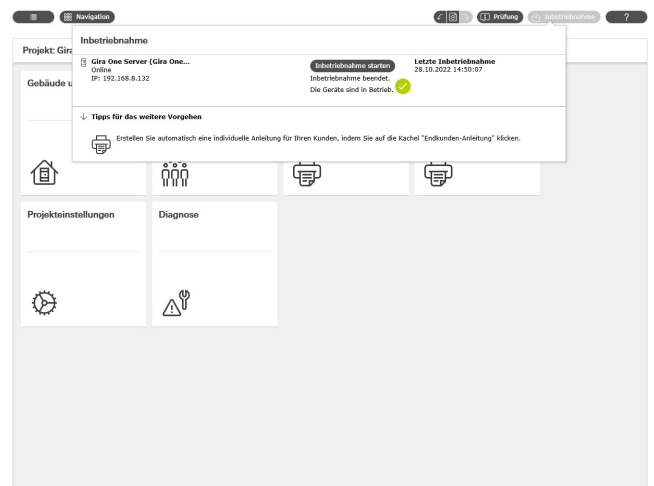 Navigation
Prüfung
Inbetriebnahme
?
Projekt: Gira
Inbetriebnahme
Gira One Server (Gira One...
Online
IP: 192.168.8.132
Inbetriebnahme starten
Inbetriebnahme beendet.
Die Geräte sind in Betrieb.
Letzte Inbetriebnahme
28.10.2022 14:50:07
Gebäude u
Tipps für das weitere Vorgehen
Erstellen Sie automatisch eine individuelle Anleitung für Ihren Kunden, indem Sie auf die Kachel "Endkunden-Anleitung" klicken.
Projekteinstellungen
Diagnose